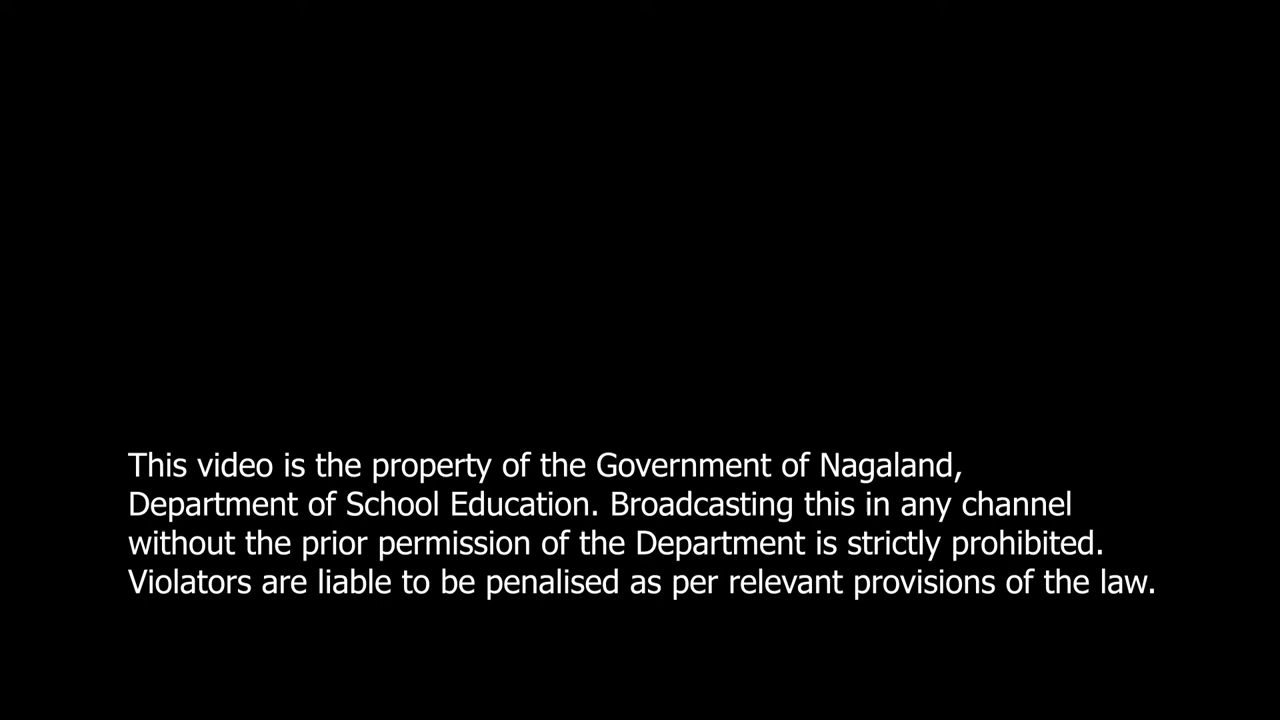 This video is the property of the Government of Nagaland,
Department of School Education. Broadcasting this in any channel
without the prior permission of the Department is strictly prohibited.
Violators are liable to be penalised as per relevant provisions of the law.